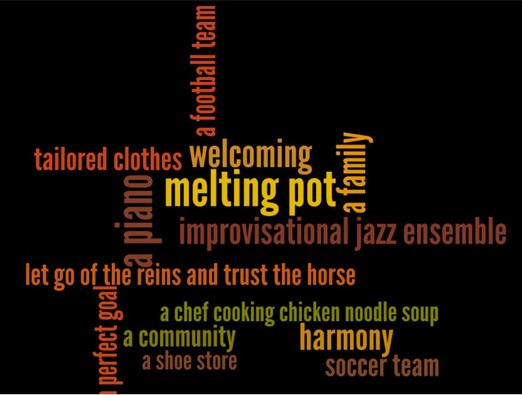 a football team
tailored clothes
welcoming
a family
melting pot
a piano
improvisational jazz ensemble
let go of the reins and trust the horse
a perfect goal
a chef cooking chicken noodle soup
a community
harmony
a shoe store
soccer team